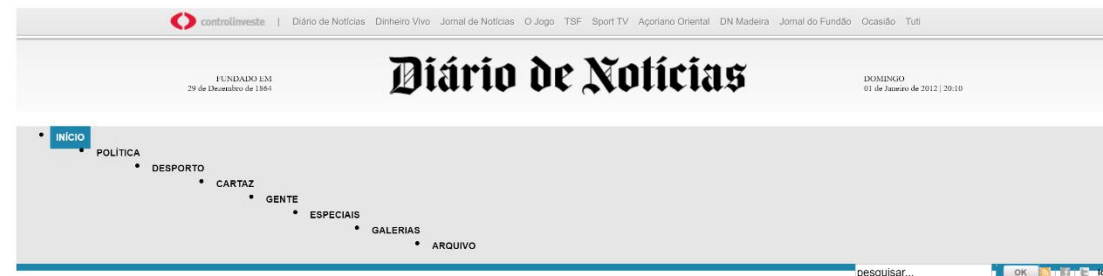 controlinveste | Diário de Notícias Dinheiro Vivo Jornal de Notícias O Jogo TSF Sport TV Açoriano Oriental DN Madeira Jornal do Fundão Ocasião Tuti
FUNDADO EM
29 de Dezembro de 1864
Diário de Notícias
DOMINGO
01 de Janeiro de 2012 | 20:10
INÍCIO
POLÍTICA
DESPORTO
CARTAZ
GENTE
ESPECIAIS
GALERIAS
ARQUIVO
pesquisar... OK